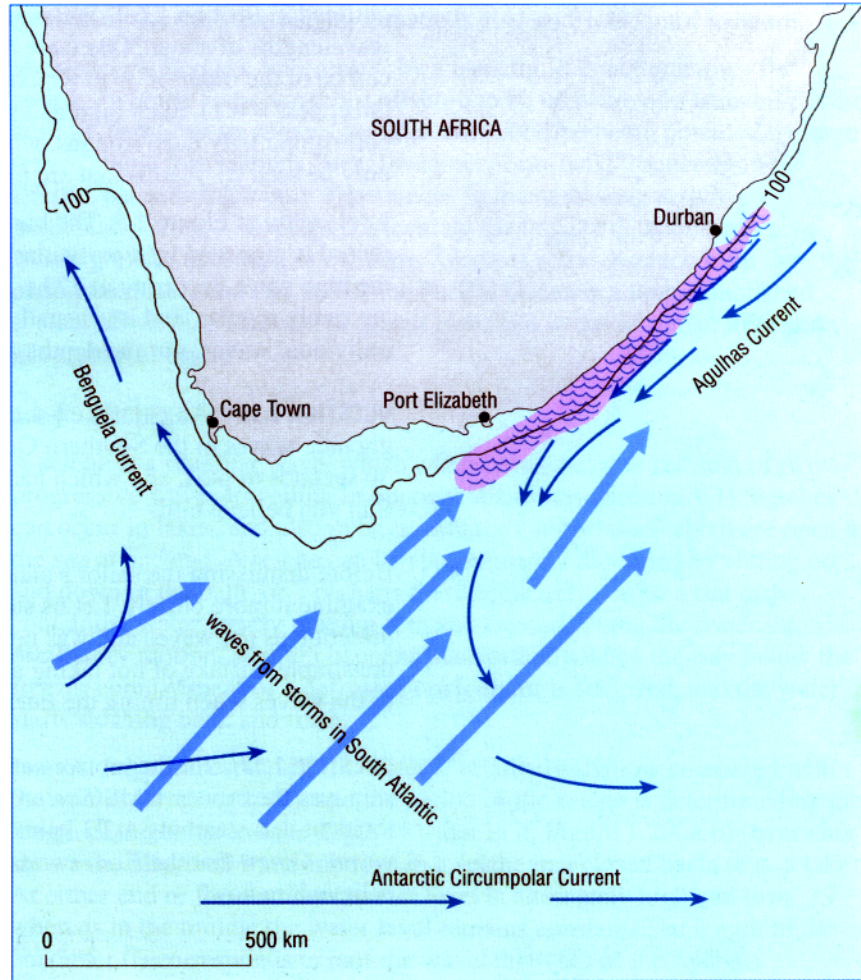 SOUTH AFRICA
100
100
Durban
Agulhas Current
Benguela Current
Cape Town
Port Elizabeth
waves from storms in South Atlantic
Antarctic Circumpolar Current
0
500 km